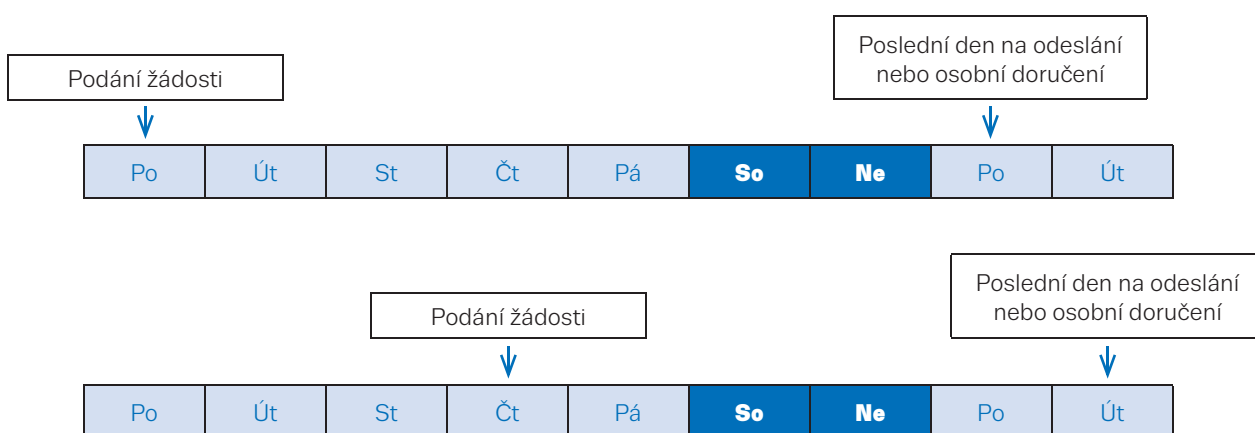 Poslední den na odeslání
nebo osobní doručení
Podání žádosti
Po Út St Čt Pá So Ne Po Út
Poslední den na odeslání
nebo osobní doručení
Podání žádosti
Po Út St Čt Pá So Ne Po Út